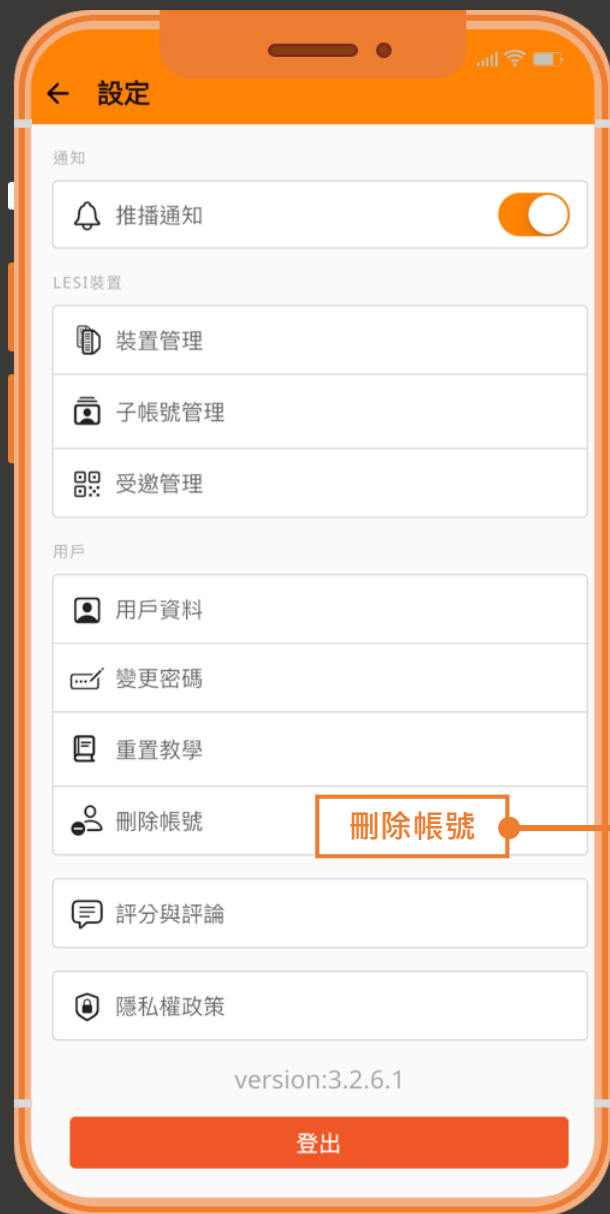 設定
通知
推播通知
LESI裝置
裝置管理
子帳號管理
受邀管理
用戶
用戶資料
變更密碼
重置教學
刪除帳號
刪除帳號
評分與評論
隱私權政策
version:3.2.6.1
登出